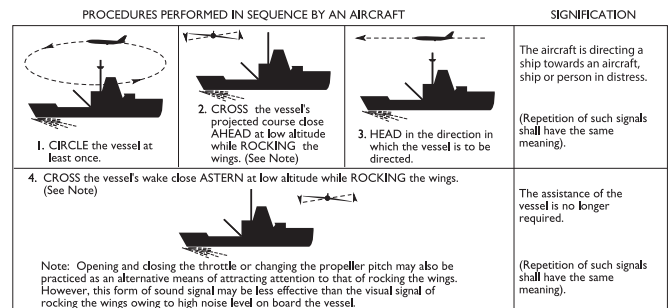 PROCEDURES PERFORMED IN SEQUENCE BY AN AIRCRAFT
SIGNIFICATION
1. CIRCLE the vessel at
least once.
2. CROSS the vessel's
projected course close
AHEAD at low altitude
while ROCKING the
wings. (See Note)
3. HEAD in the direction in
which the vessel is to be
directed.
The aircraft is directing a
ship towards an aircraft,
ship or person in distress.
(Repetition of such signals
shall have the same
meaning).
4. CROSS the vessel's wake close ASTERN at low altitude while ROCKING the wings.
(See Note)
The assistance of the
vessel is no longer
required.
(Repetition of such signals
shall have the same
meaning).
Note: Opening and closing the throttle or changing the propeller pitch may also be
practiced as an alternative means of attracting attention to that of rocking the wings.
However, this form of sound signal may be less effective than the visual signal of
rocking the wings owing to high noise level on board the vessel.